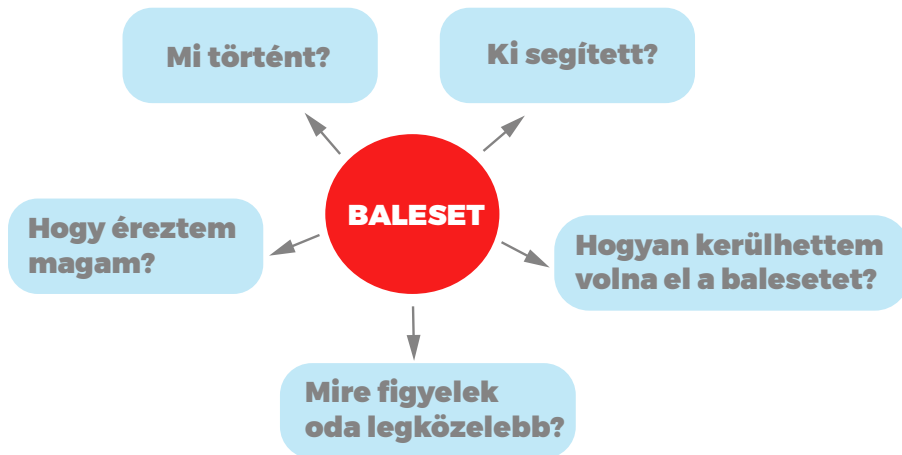 Mi történt?
Ki segített?
BALESET
Hogy éreztem
magam?
Hogyan kerülhettem
volna el a balesetet?
Mire figyelek
oda legközelebb?